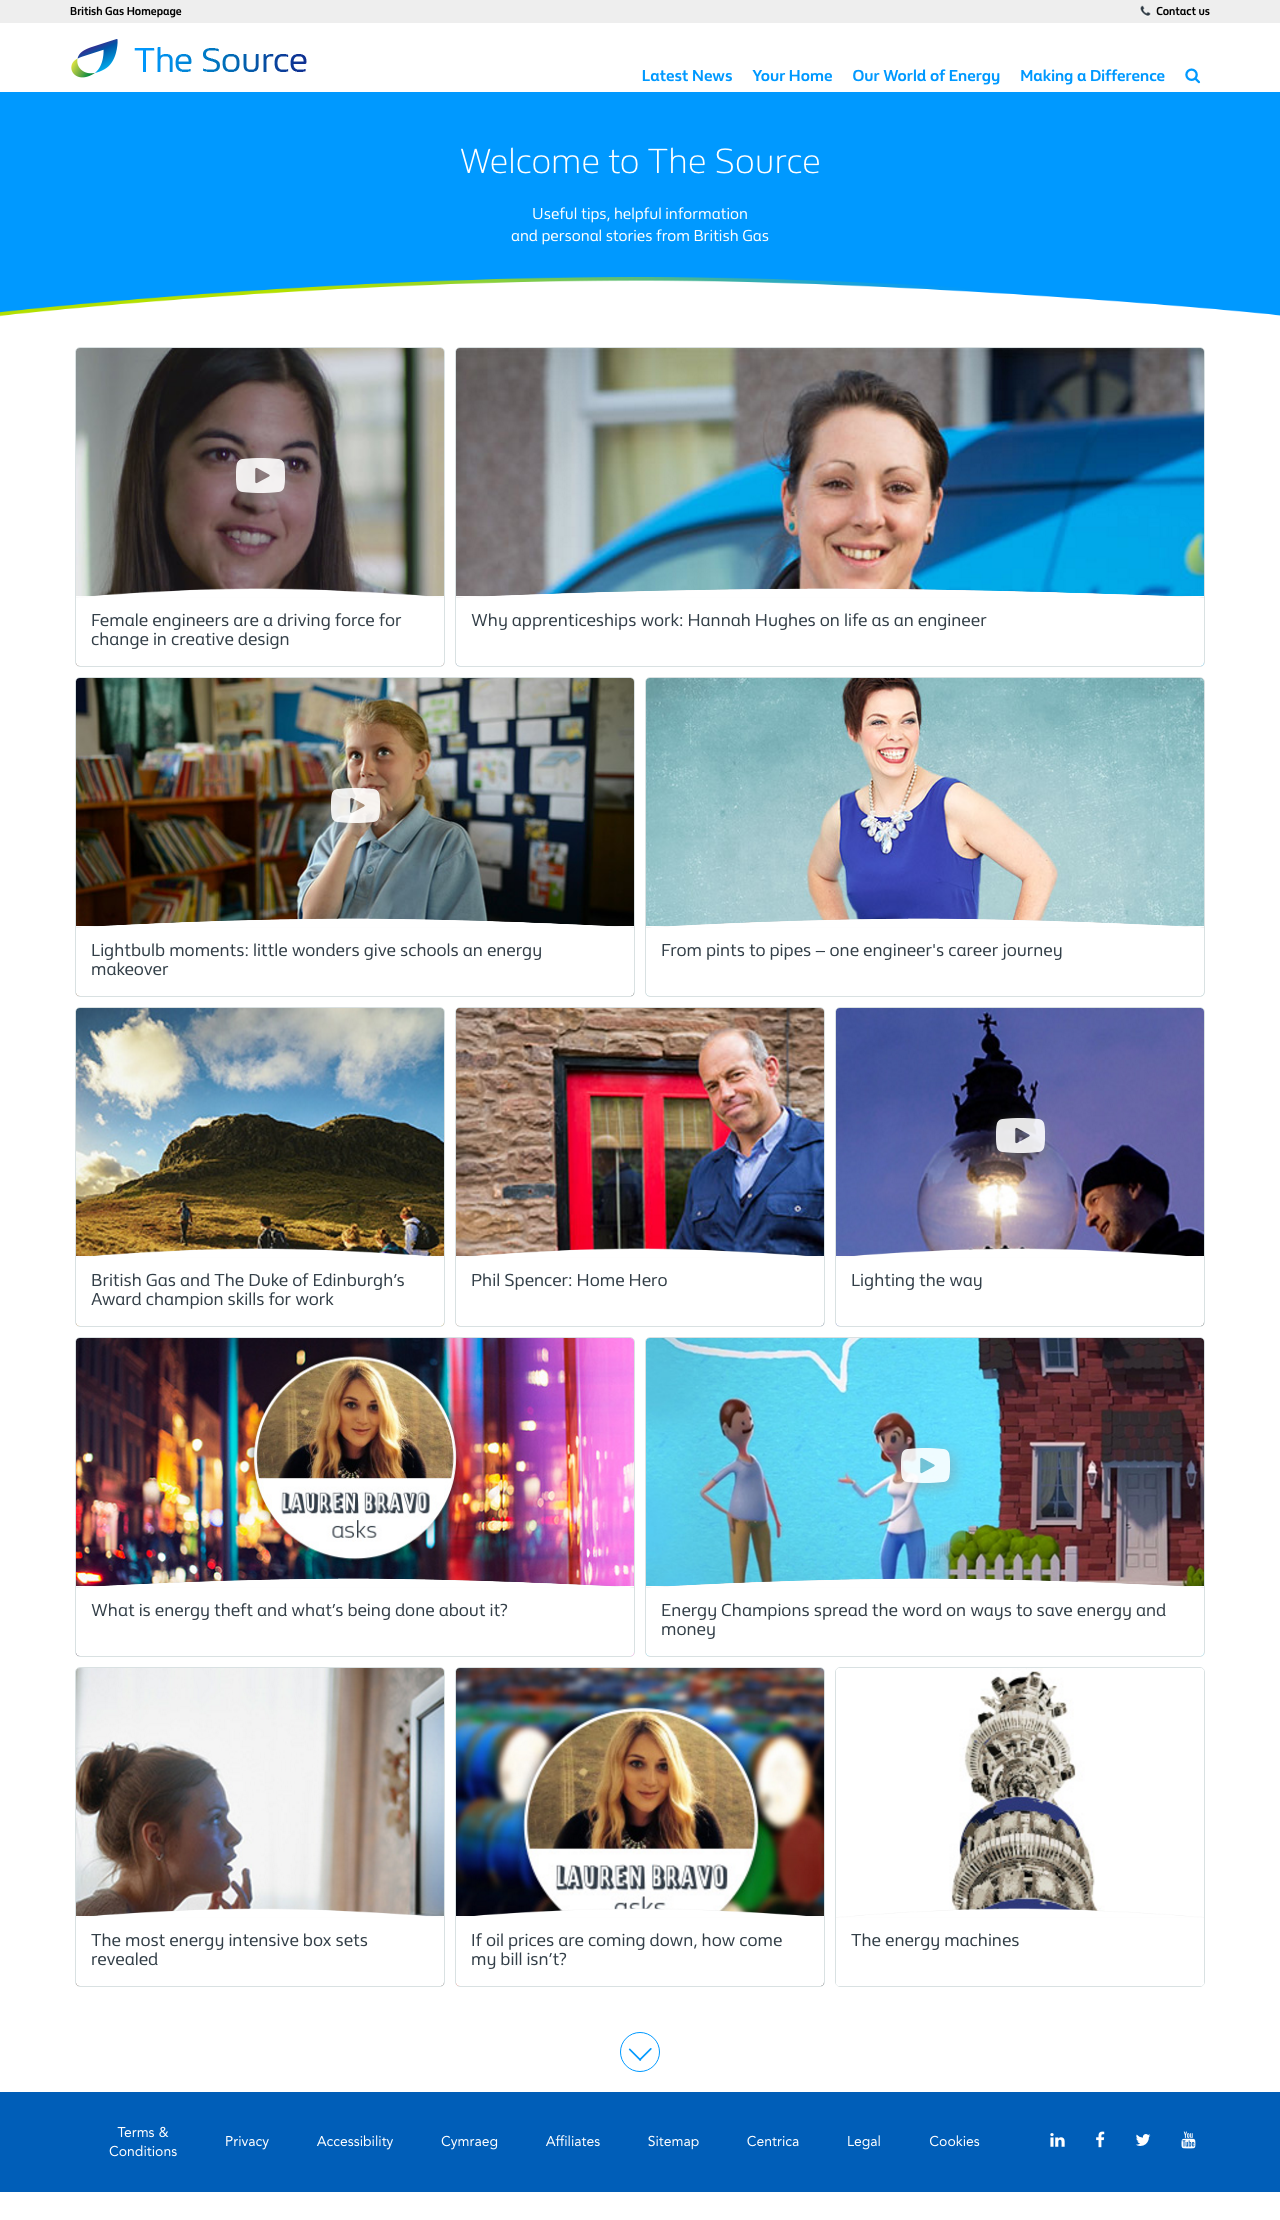 British Gas Homepage
Contact us
The Source
Latest News
Your Home
Our World of Energy
Making a Difference
Welcome to The Source
Useful tips, helpful information
and personal stories from British Gas
Female engineers are a driving force for
change in creative design
Why apprenticeships work: Hannah Hughes on life as an engineer
Lightbulb moments: little wonders give schools an energy
makeover
From pints to pipes – one engineer's career journey
British Gas and The Duke of Edinburgh’s
Award champion skills for work
Phil Spencer: Home Hero
Lighting the way
LAUREN BRAVO
asks
What is energy theft and what’s being done about it?
Energy Champions spread the word on ways to save energy and
money
The most energy intensive box sets
revealed
LAUREN BRAVO
asks
If oil prices are coming down, how come
my bill isn’t?
The energy machines
Terms &
Conditions
Privacy
Accessibility
Cymraeg
Affiliates
Sitemap
Centrica
Legal
Cookies
in
f
You
Tube